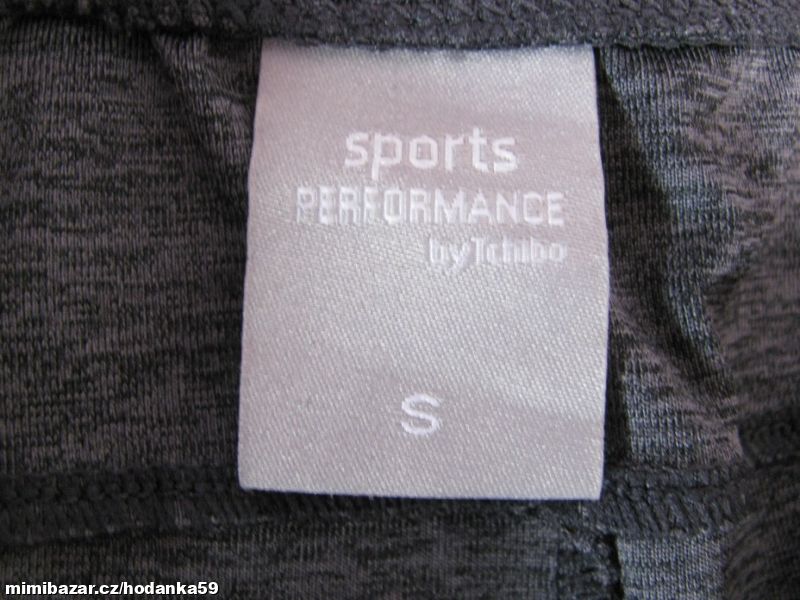 sports
PERFORMANCE
by Tchibo
S
mimibazar.cz/hodanka59